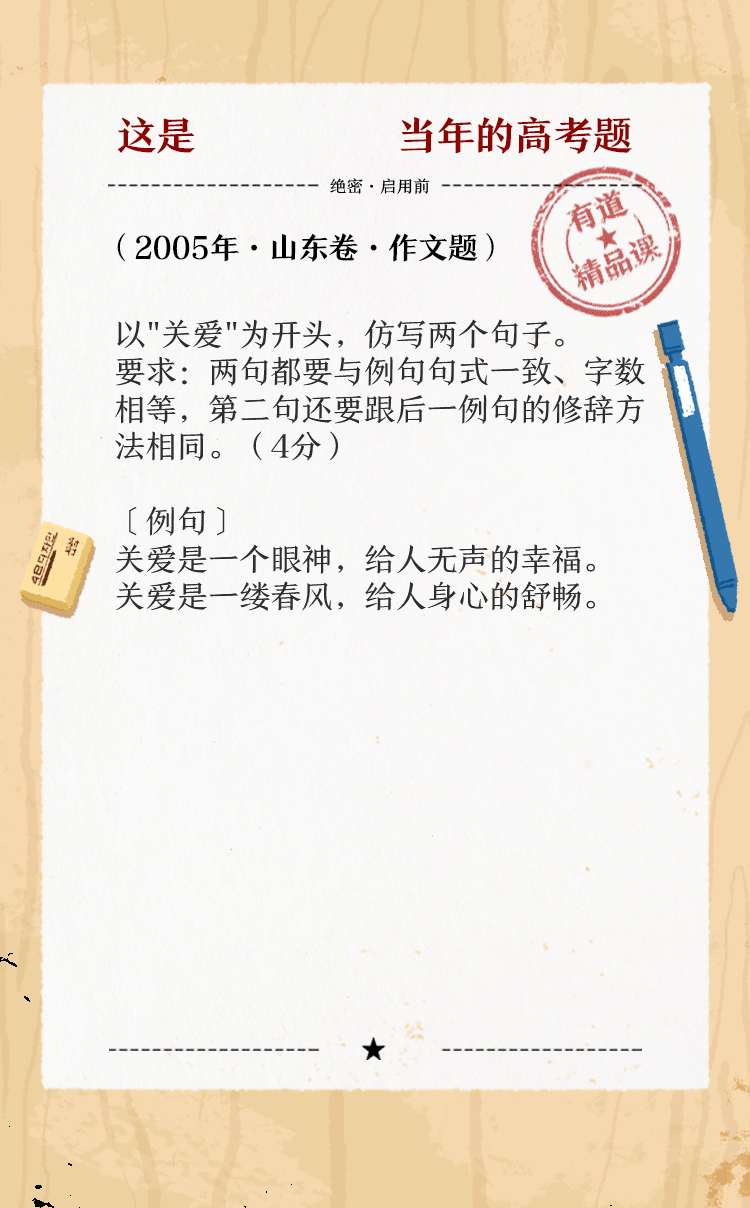 这是 当年的高考题
绝密·启用前
有道
精品课
（2005年·山东卷·作文题）
以"关爱"为开头，仿写两个句子。
要求：两句都要与例句句式一致、字数
相等，第二句还要跟后一例句的修辞方
法相同。（4分）
〔例句〕
关爱是一个眼神，给人无声的幸福。
关爱是一缕春风，给人身心的舒畅。